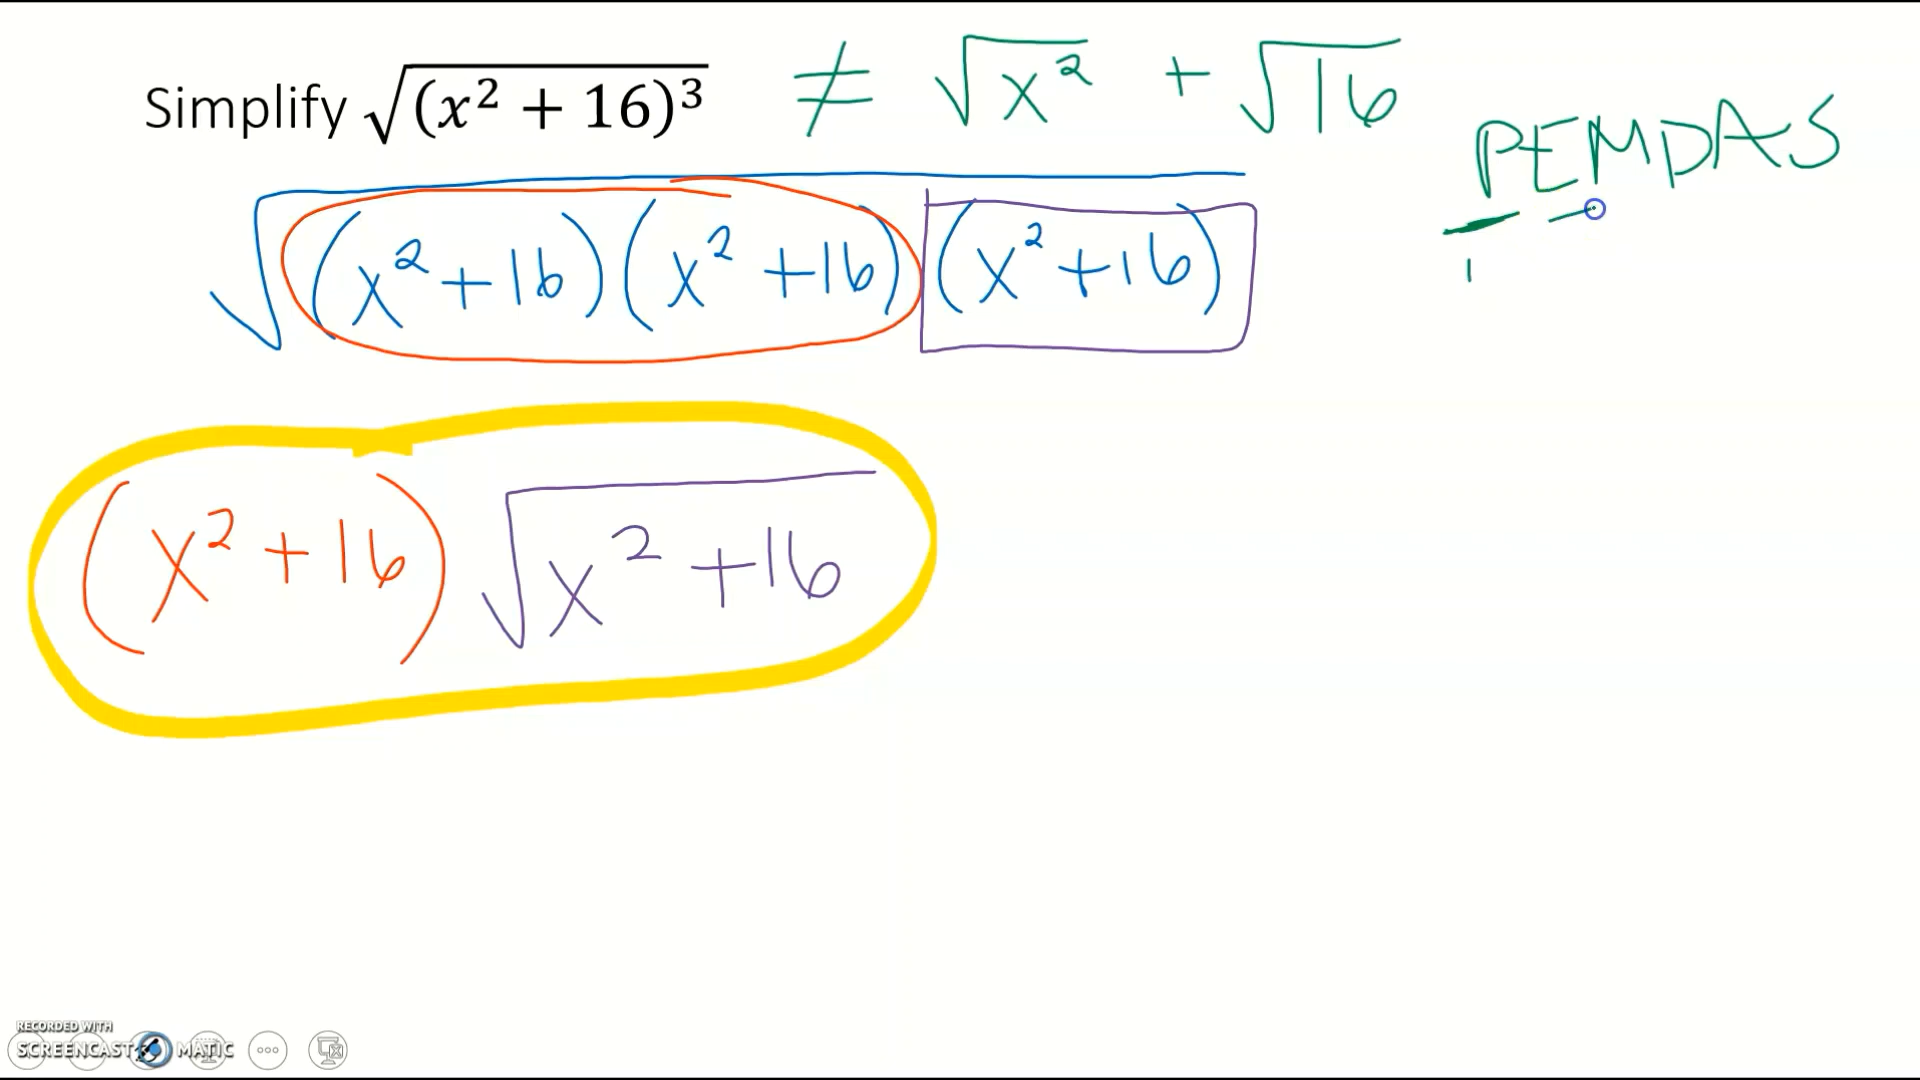 Simplify √(x² + 16)³ ≠ √x² + √16
PEMDAS
1
√(x² + 16)(x² + 16)(x² + 16)
(x² + 16) √x² + 16
RECORDED WITH
SCREENCAST MATIC